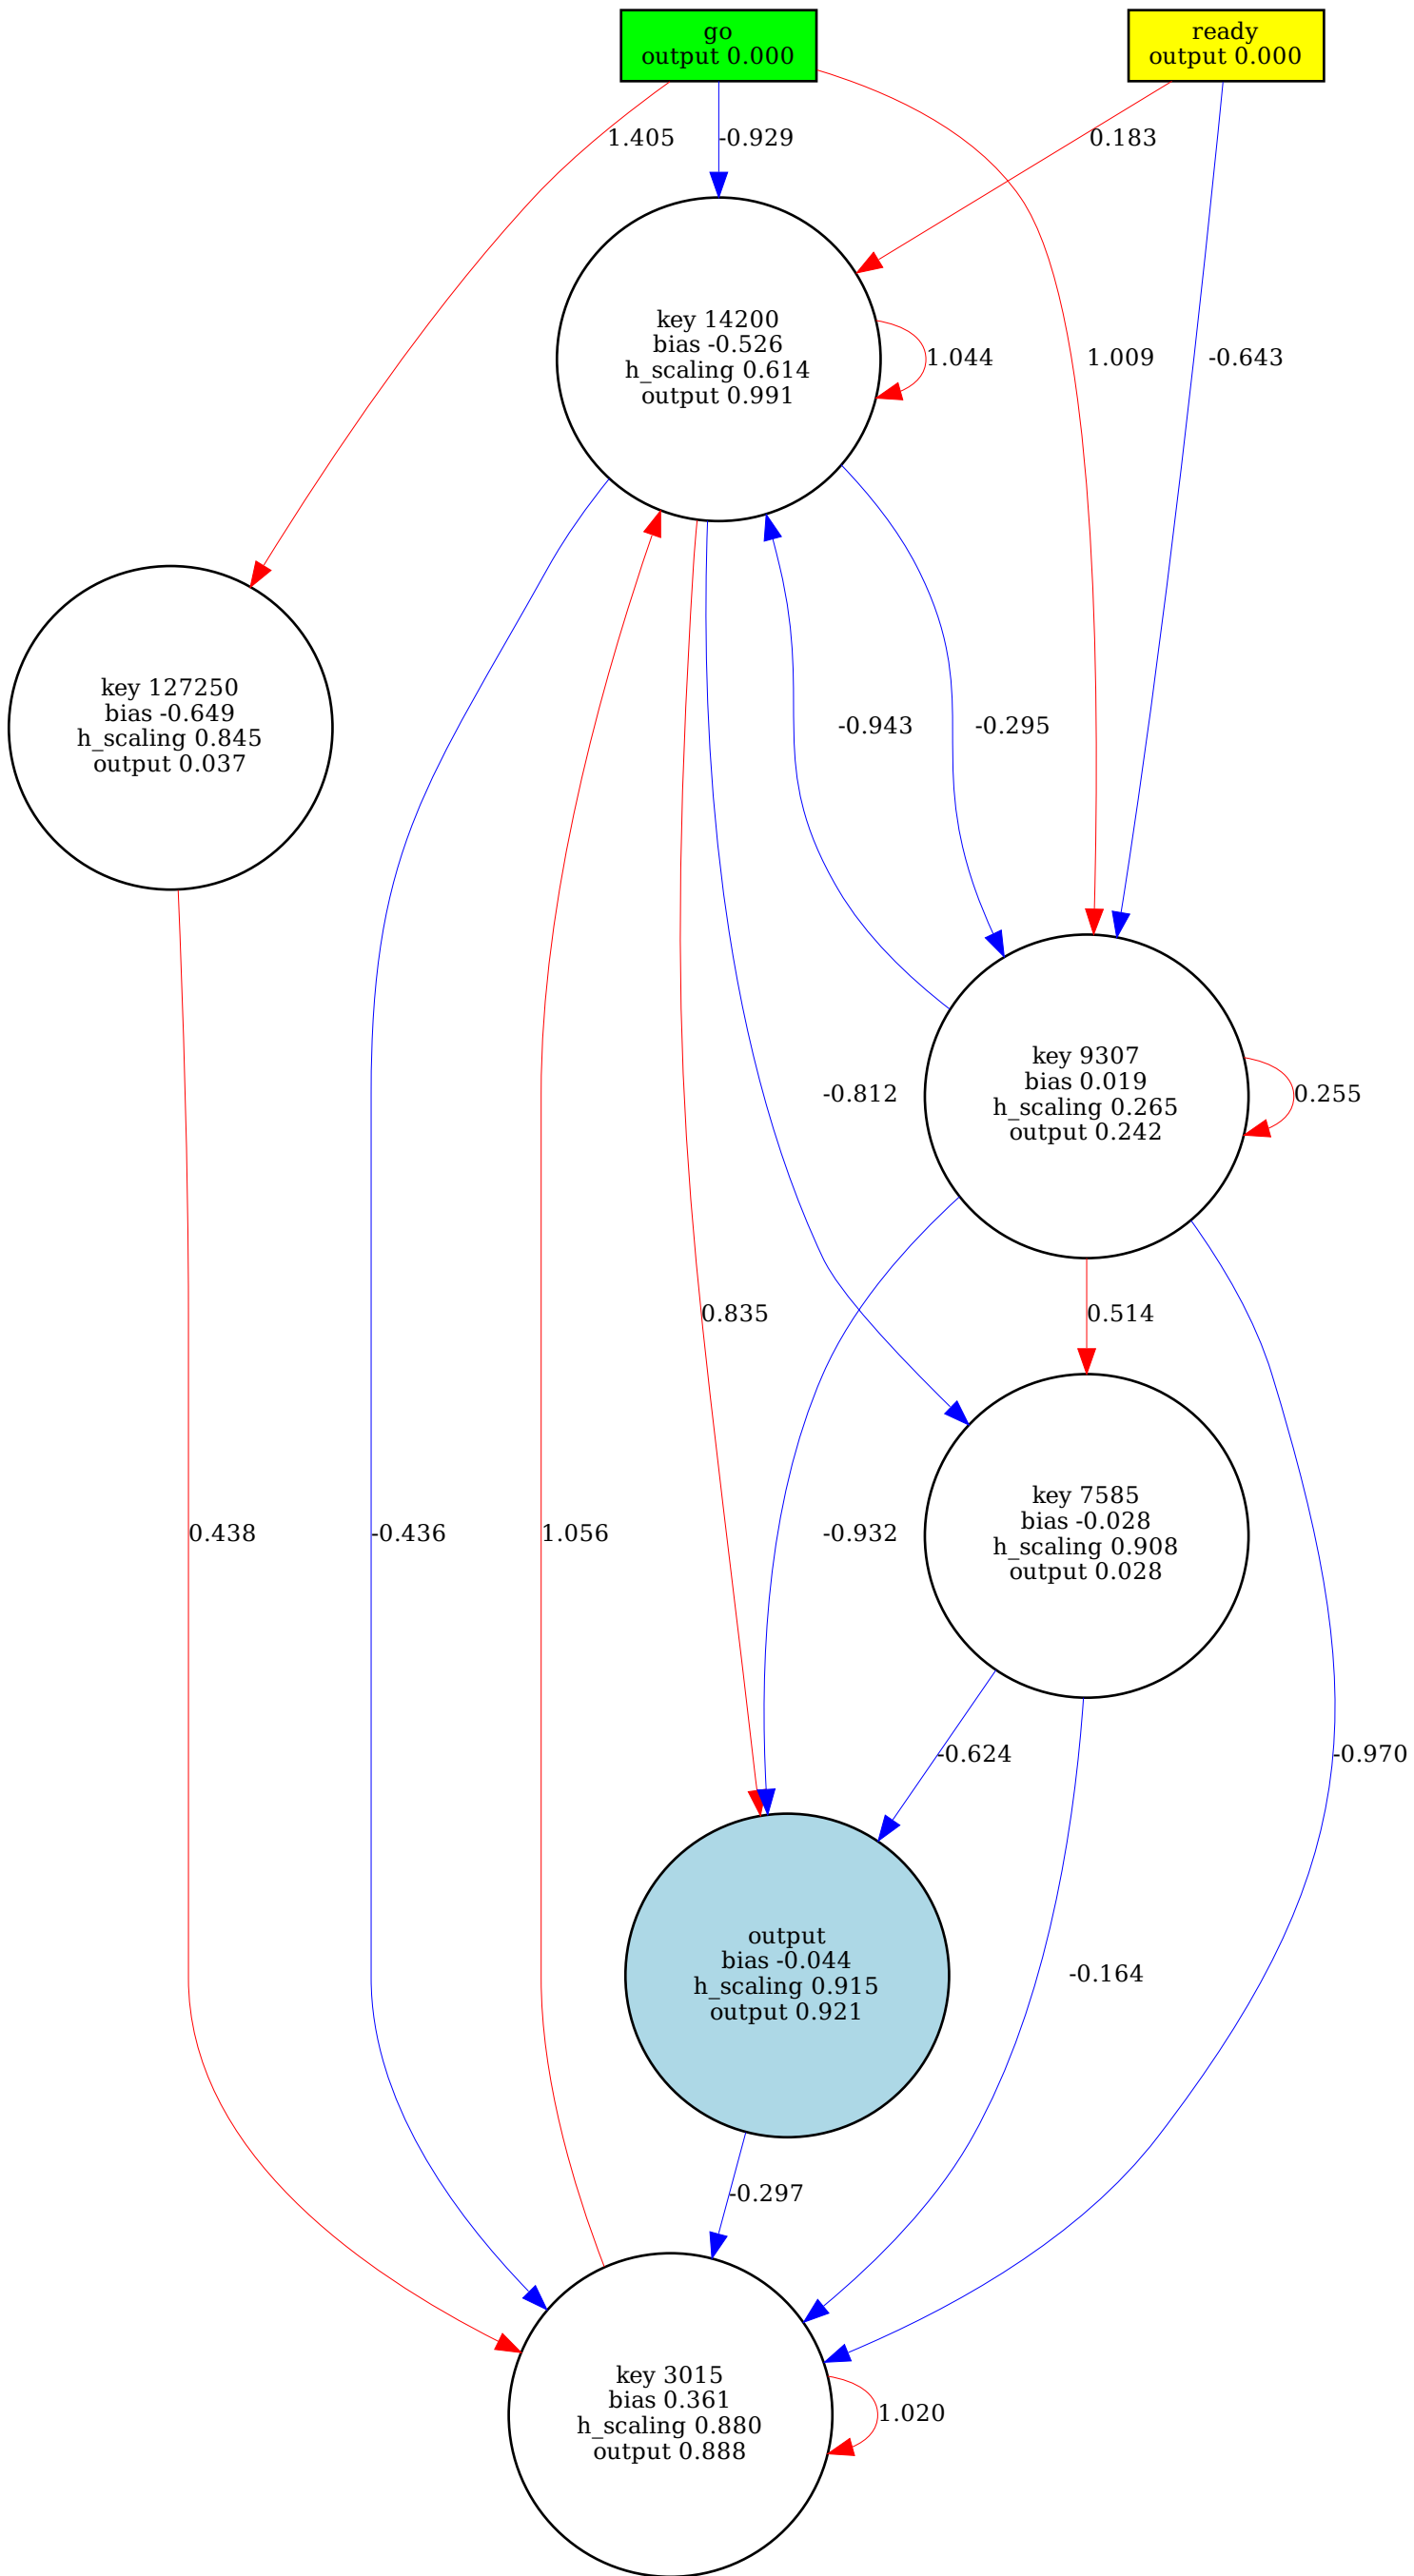 go
output 0.000
ready
output 0.000
1.405
-0.929
0.183
key 14200
bias -0.526
h_scaling 0.614
output 0.991
1.044
1.009
-0.643
key 127250
bias -0.649
h_scaling 0.845
output 0.037
-0.943
-0.295
key 9307
bias 0.019
h_scaling 0.265
output 0.242
-0.812
0.255
0.835
0.514
key 7585
bias -0.028
h_scaling 0.908
output 0.028
0.438
-0.436
1.056
-0.932
-0.624
-0.970
output
bias -0.044
h_scaling 0.915
output 0.921
-0.164
-0.297
key 3015
bias 0.361
h_scaling 0.880
output 0.888
1.020